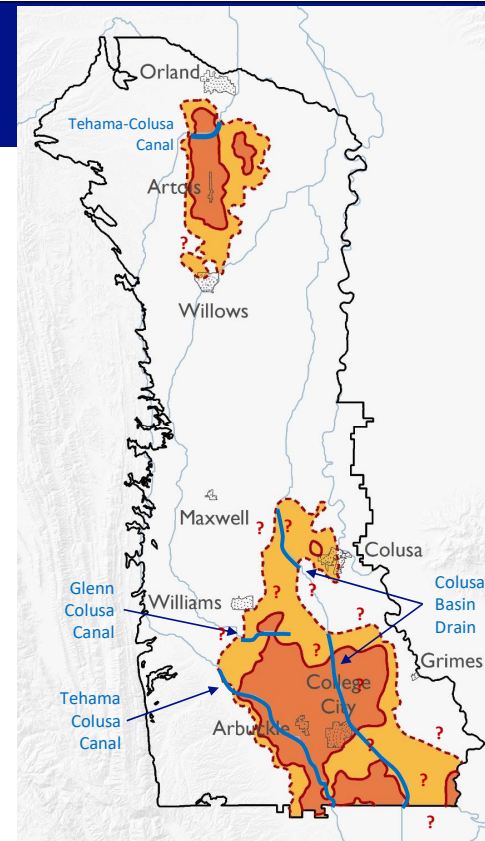 Orland
Tehama-Colusa
Canal
Artois
?
Willows
Maxwell
?
?
Colusa
Glenn
Colusa
Canal
Williams
?
?
Colusa
Basin
Drain
?
?
?
Grimes
Tehama
Colusa
Canal
College
?
City
Arbuckle
?
?
?
?